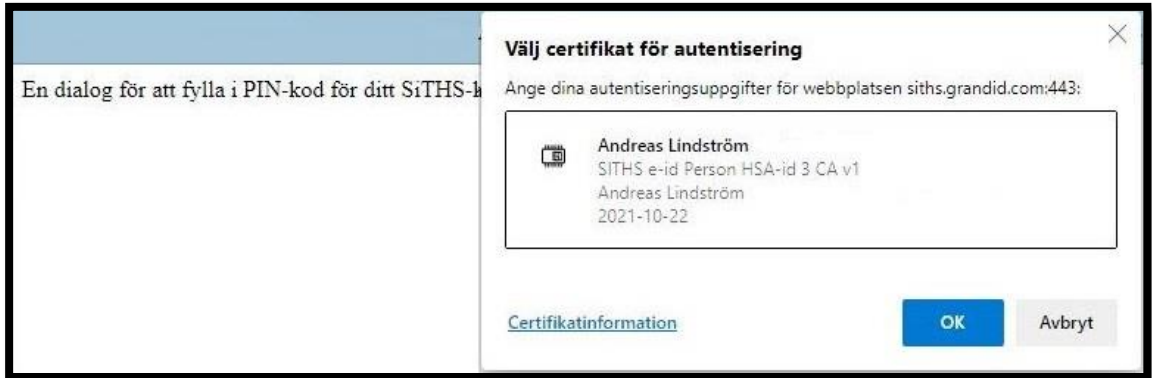 Välj certifikat för autentisering
En dialog för att fylla i PIN-kod för ditt SiTHS-k
Ange dina autentiseringsuppgifter för webbplatsen siths.grandid.com:443:
Andreas Lindström
SITHS e-id Person HSA-id 3 CA v1
Andreas Lindström
2021-10-22
Certifikatinformation
OK
Avbryt